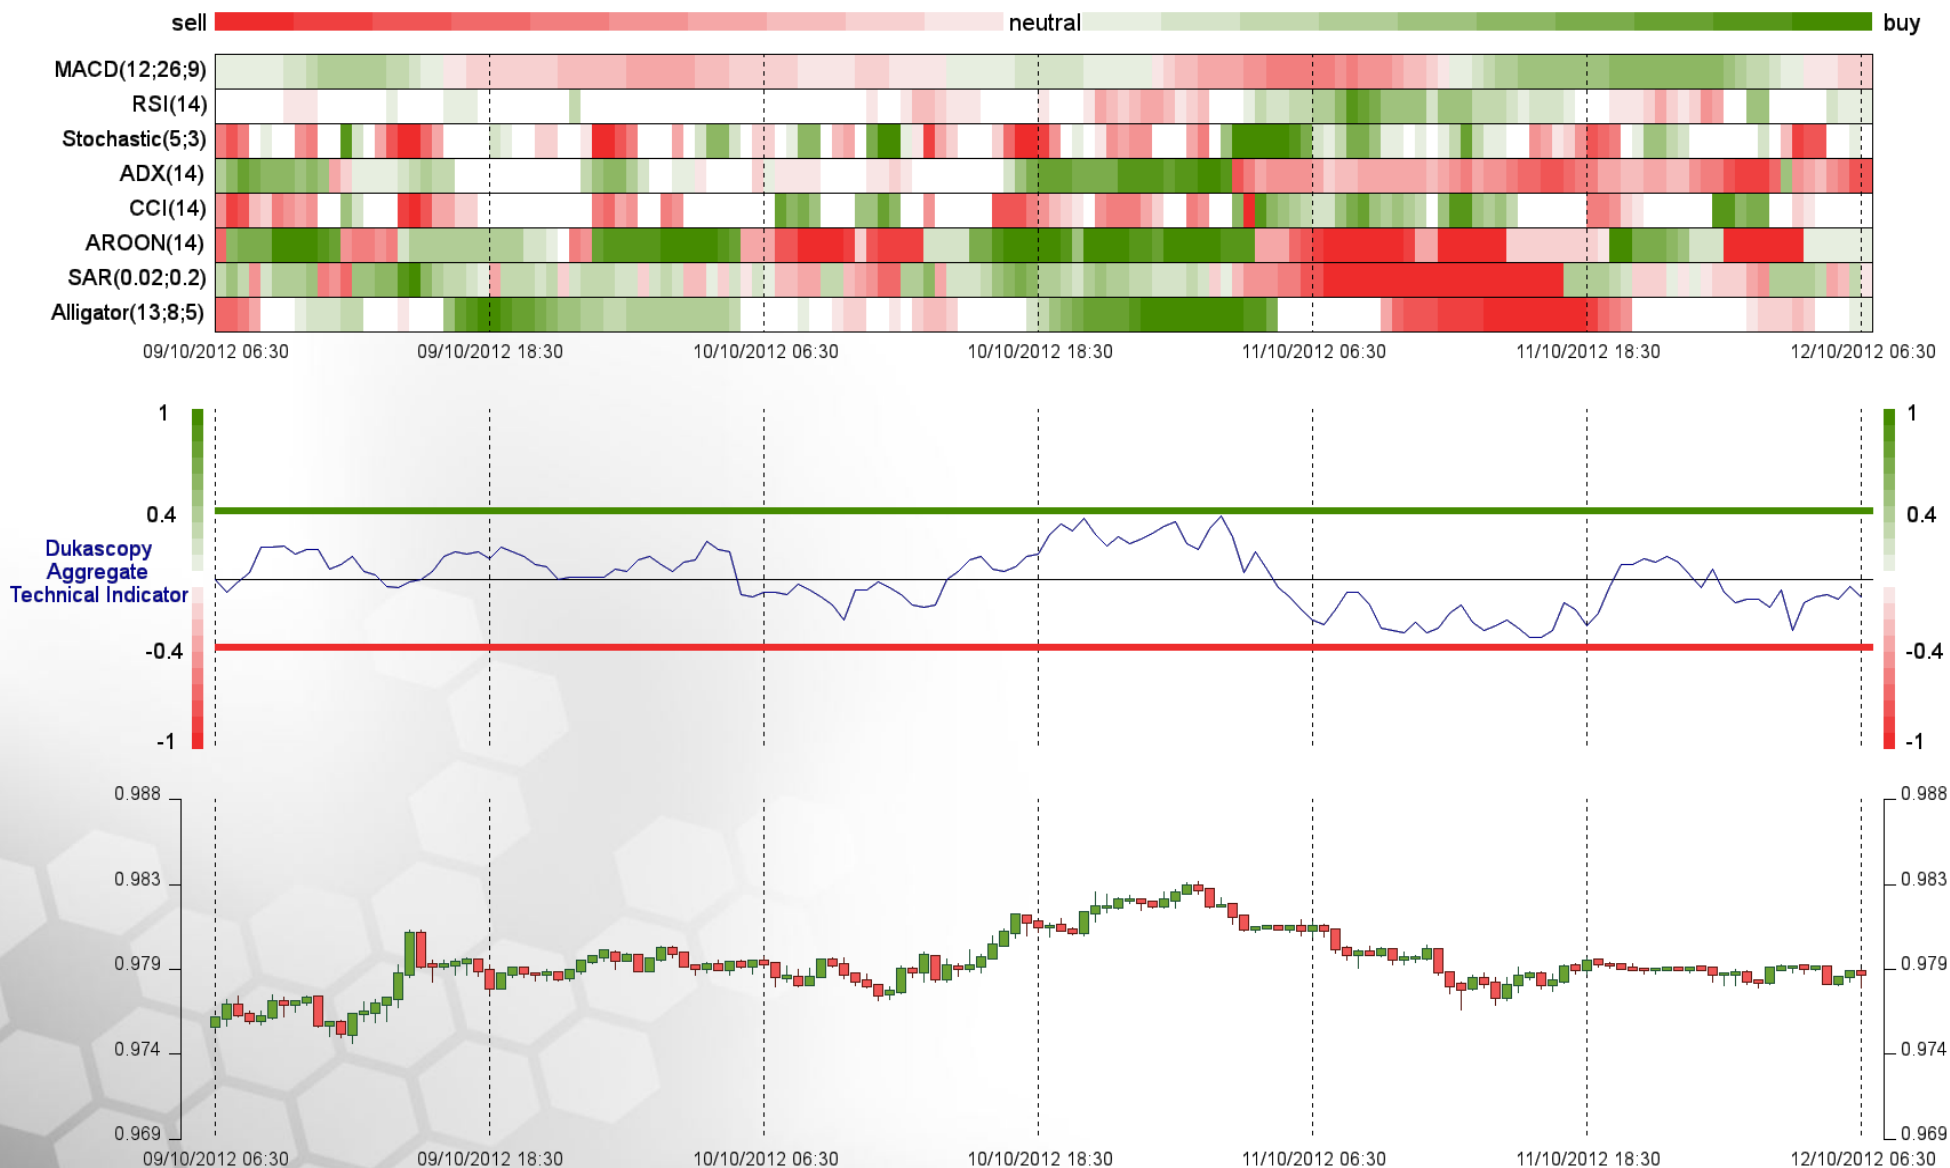 sell neutral buy
MACD(12;26;9)
RSI(14)
Stochastic(5;3)
ADX(14)
CCI(14)
AROON(14)
SAR(0.02;0.2)
Alligator(13;8;5)
09/10/2012 06:30 09/10/2012 18:30 10/10/2012 06:30 10/10/2012 18:30 11/10/2012 06:30 11/10/2012 18:30 12/10/2012 06:30
1 1
0.4 0.4
Dukascopy
Aggregate
Technical Indicator
-0.4 -0.4
-1 -1
0.988 0.988
0.983 0.983
0.979 0.979
0.974 0.974
0.969 0.969
09/10/2012 06:30 09/10/2012 18:30 10/10/2012 06:30 10/10/2012 18:30 11/10/2012 06:30 11/10/2012 18:30 12/10/2012 06:30